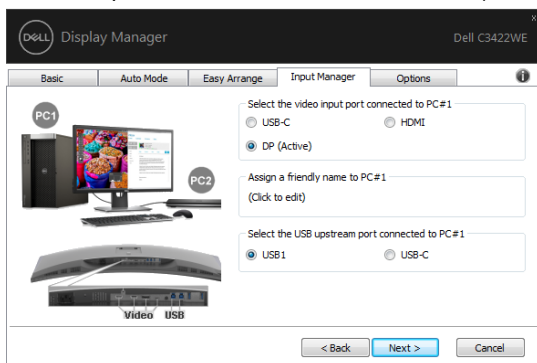 DELL Display Manager
Dell C3422WE
Basic Auto Mode Easy Arrange Input Manager Options
PC1
PC2
Video USB
Select the video input port connected to PC#1
USB-C HDMI
DP (Active)
Assign a friendly name to PC#1
(Click to edit)
Select the USB upstream port connected to PC#1
USB1 USB-C
< Back Next > Cancel